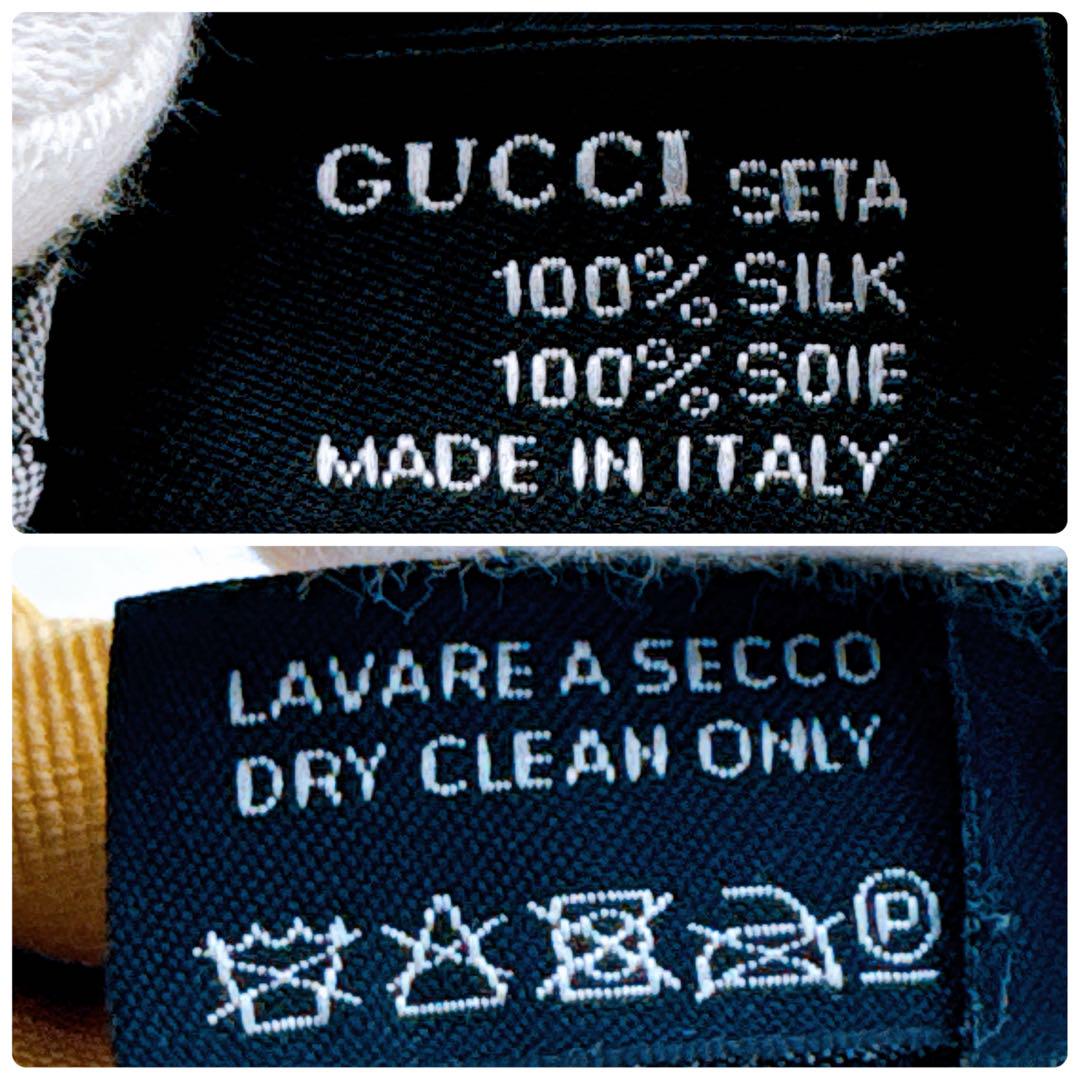 GUCCI SETA
100% SILK
100% SOIE
MADE IN ITALY
LAVARE A SECCO
DRY CLEAN ONLY
P